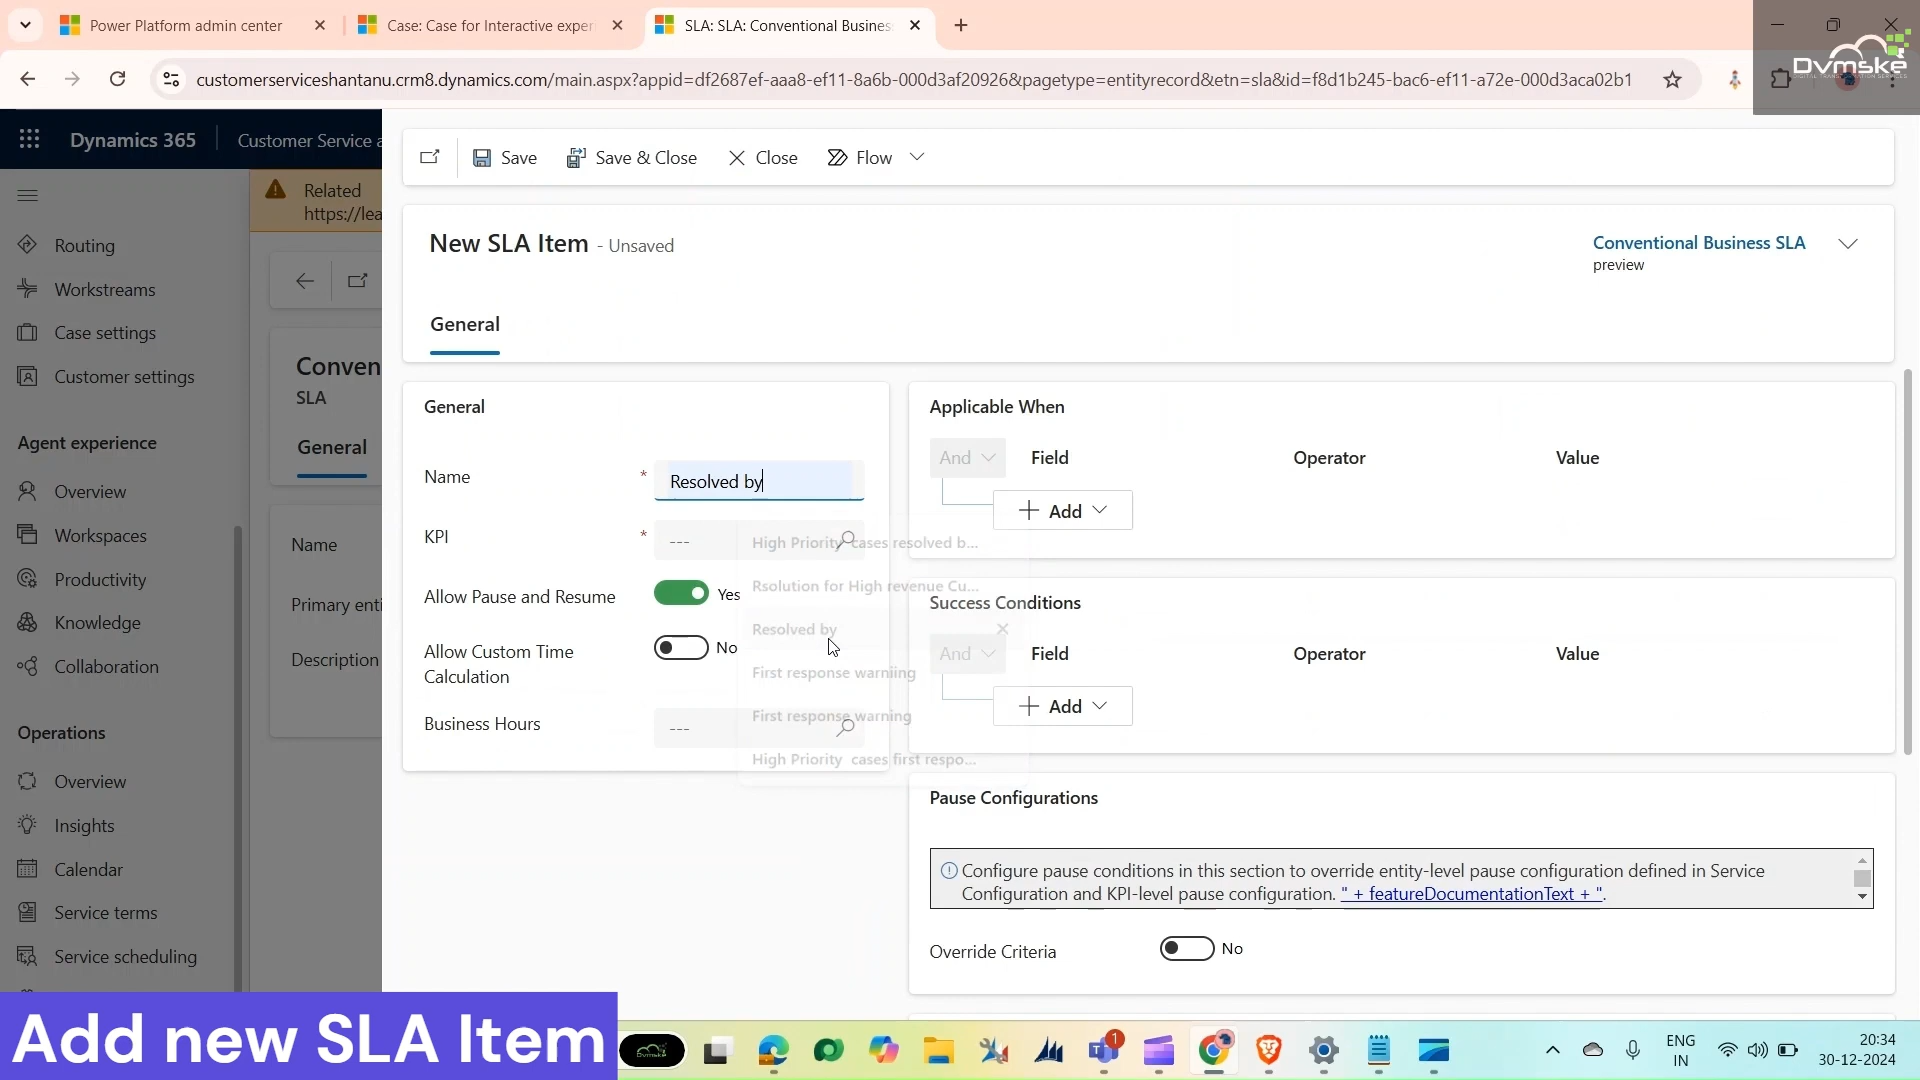 Power Platform admin center
Case: Case for Interactive exper
SLA: SLA: Conventional Busines
customerserviceshantanu.crm8.dynamics.com/main.aspx?appid=df2687ef-aaa8-ef11-8a6b-000d3af20926&pagetype=entityrecord&etn=sla&id=f8d1b245-bac6-ef11-a72e-000d3aca02b1
Dvmske
Dynamics 365
Customer Service a
Save
Save & Close
Close
Flow
Related
https://lea
Routing
Workstreams
Case settings
Customer settings
Agent experience
Overview
Workspaces
Productivity
Knowledge
Collaboration
Operations
Overview
Insights
Calendar
Service terms
Service scheduling
Conven
SLA
General
Name
Primary enti
Description
New SLA Item - Unsaved
Conventional Business SLA
preview
General
General
Name * Resolved by
KPI * ---
Allow Pause and Resume Yes
Allow Custom Time
Calculation
No
Business Hours ---
High Priority cases resolved b...
Rsolution for High revenue Cu...
Resolved by
First response warniing
First response warning
High Priority cases first respo...
Applicable When
And Field Operator Value
Add
Success Conditions
And Field Operator Value
Add
Pause Configurations
Configure pause conditions in this section to override entity-level pause configuration defined in Service
Configuration and KPI-level pause configuration. " + featureDocumentationText + ".
Override Criteria No
Add new SLA Item
Dvmske
1
ENG
IN
20:34
30-12-2024